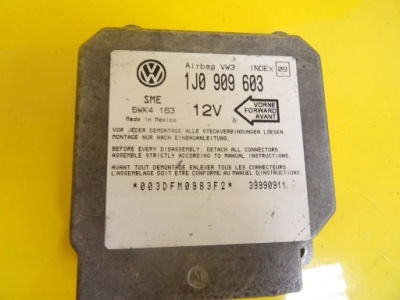 Airbag VW3 INDEX 09
1J0 909 603
SME
5WK4 163
Made in Mexico
12V
VORNE
FORWARD
AVANT
VOR JEDER DEMONTAGE ALLE STECKVERBINDUNGEN LOESEN.
MONTAGE NUR NACH EINBAUANLEITUNG.
BEFORE EVERY DISASSEMBLY, DETACH ALL CONNECTORS
ASSEMBLE STRICTLY ACCORDING TO MANUAL INSTRUCTIONS.
AVANT TOUT DEMONTAGE ENLEVER TOUS LES CONNECTEURS
L'ASSEMBLAGE DOIT ETRE CONFORME AU MANUEL D'INSTRUCTIONS.
*003DFM0983F2* 39990911